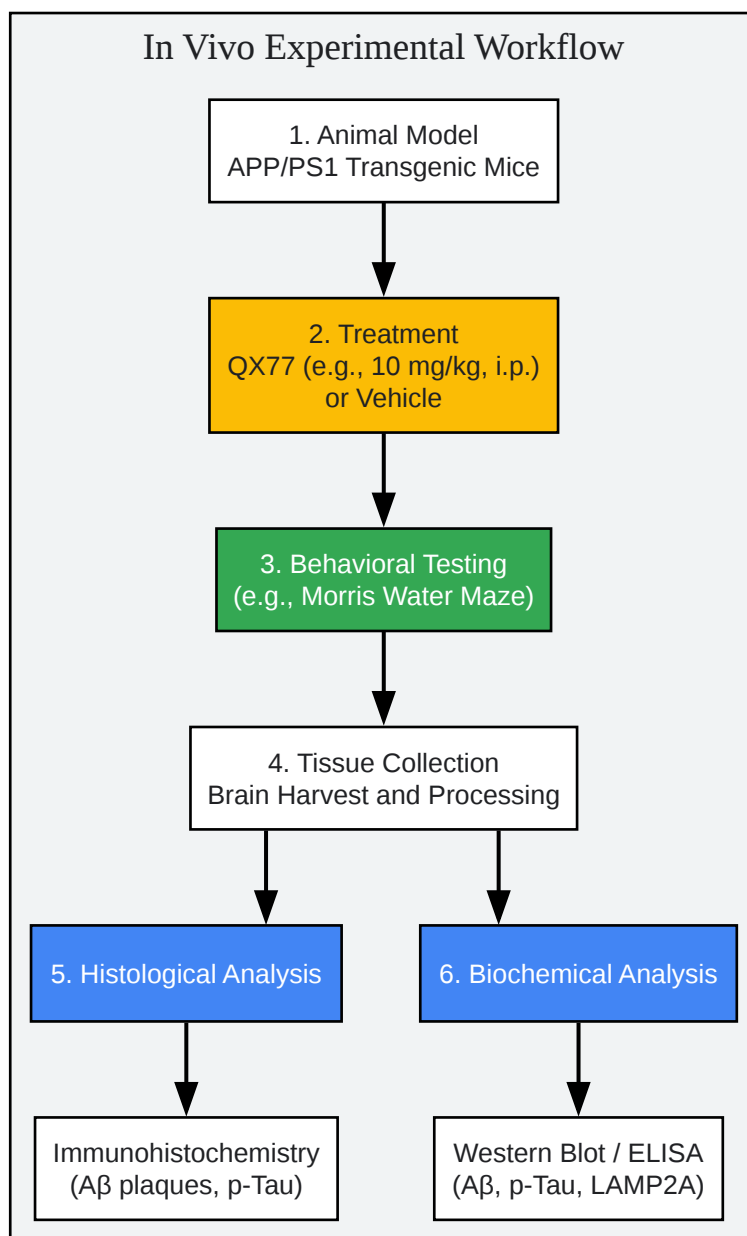 In Vivo Experimental Workflow
1. Animal Model
APP/PS1 Transgenic Mice
2. Treatment
QX77 (e.g., 10 mg/kg, i.p.)
or Vehicle
3. Behavioral Testing
(e.g., Morris Water Maze)
4. Tissue Collection
Brain Harvest and Processing
5. Histological Analysis
6. Biochemical Analysis
Immunohistochemistry
(Aβ plaques, p-Tau)
Western Blot / ELISA
(Aβ, p-Tau, LAMP2A)